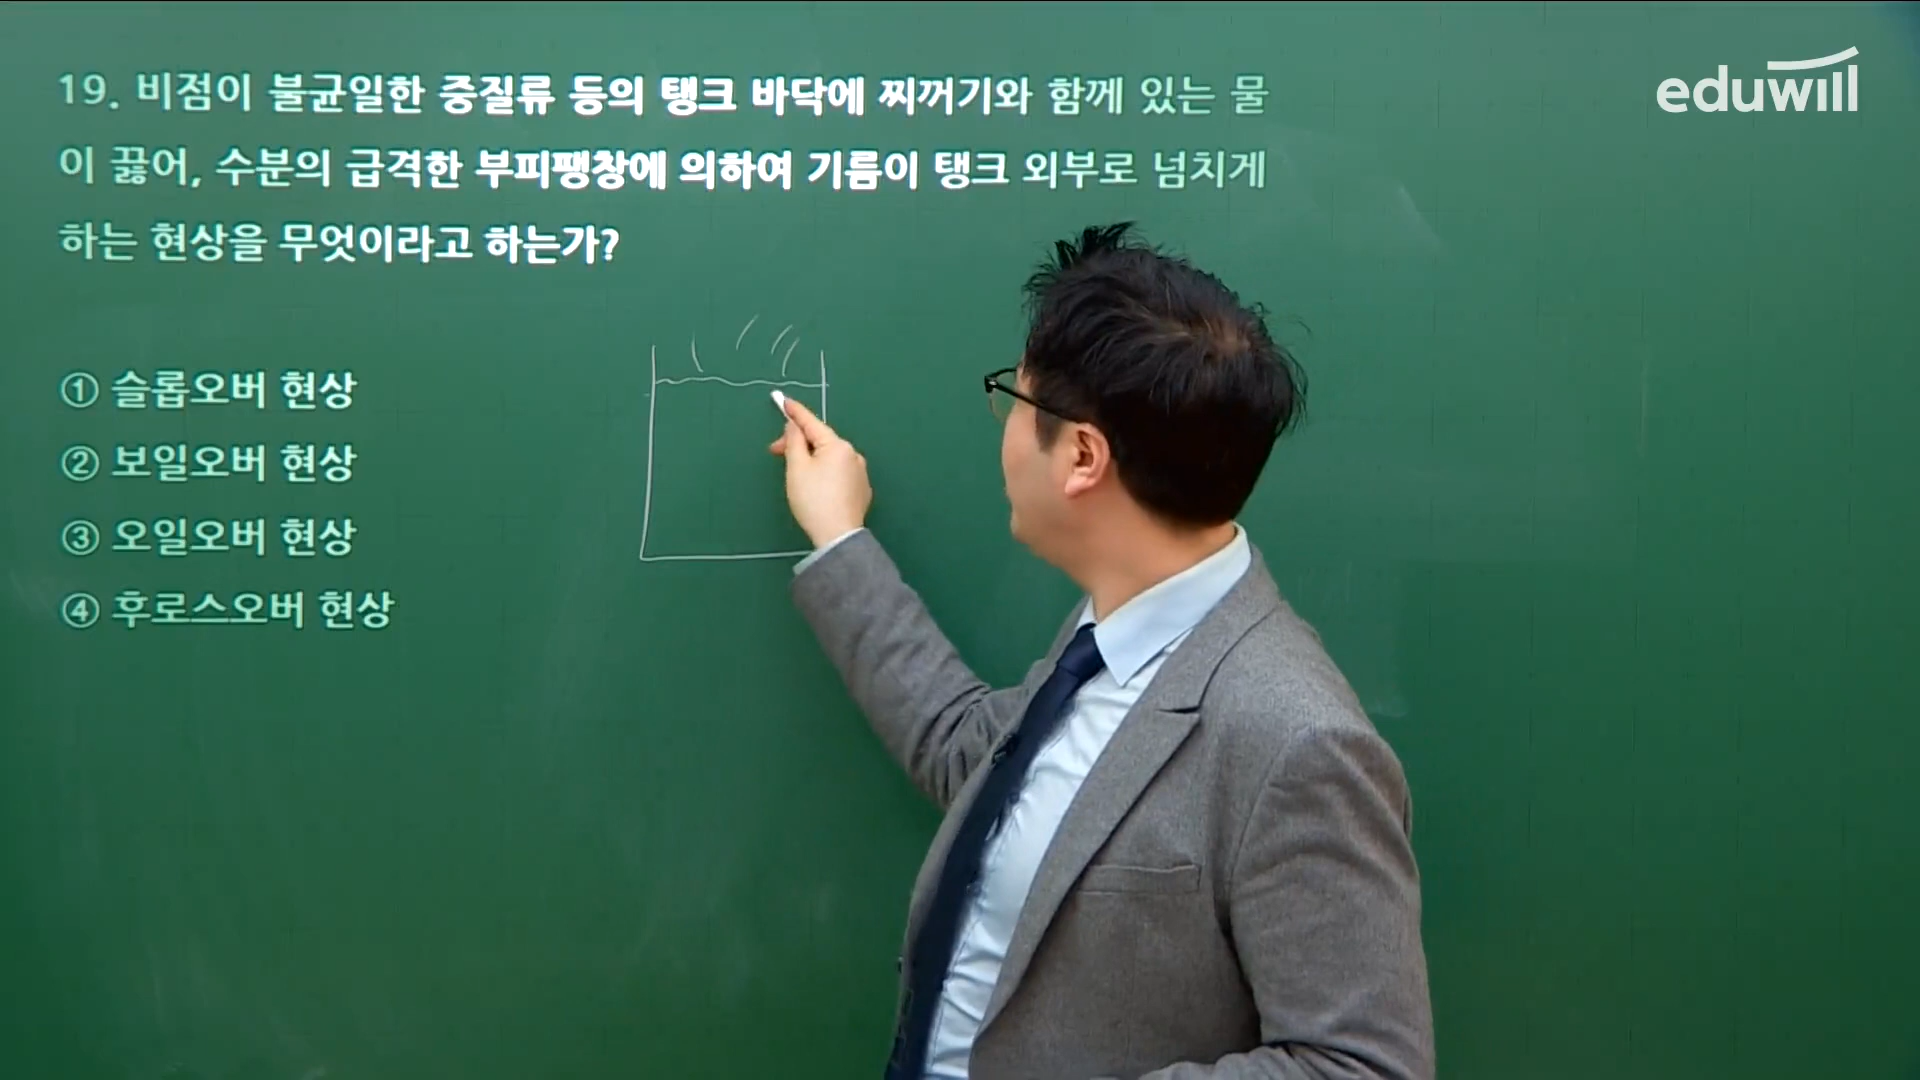 eduwill
19. 비점이 불균일한 중질류 등의 탱크 바닥에 찌꺼기와 함께 있는 물
이 끓어, 수분의 급격한 부피팽창에 의하여 기름이 탱크 외부로 넘치게
하는 현상을 무엇이라고 하는가?
① 슬롭오버 현상
② 보일오버 현상
③ 오일오버 현상
④ 후로스오버 현상